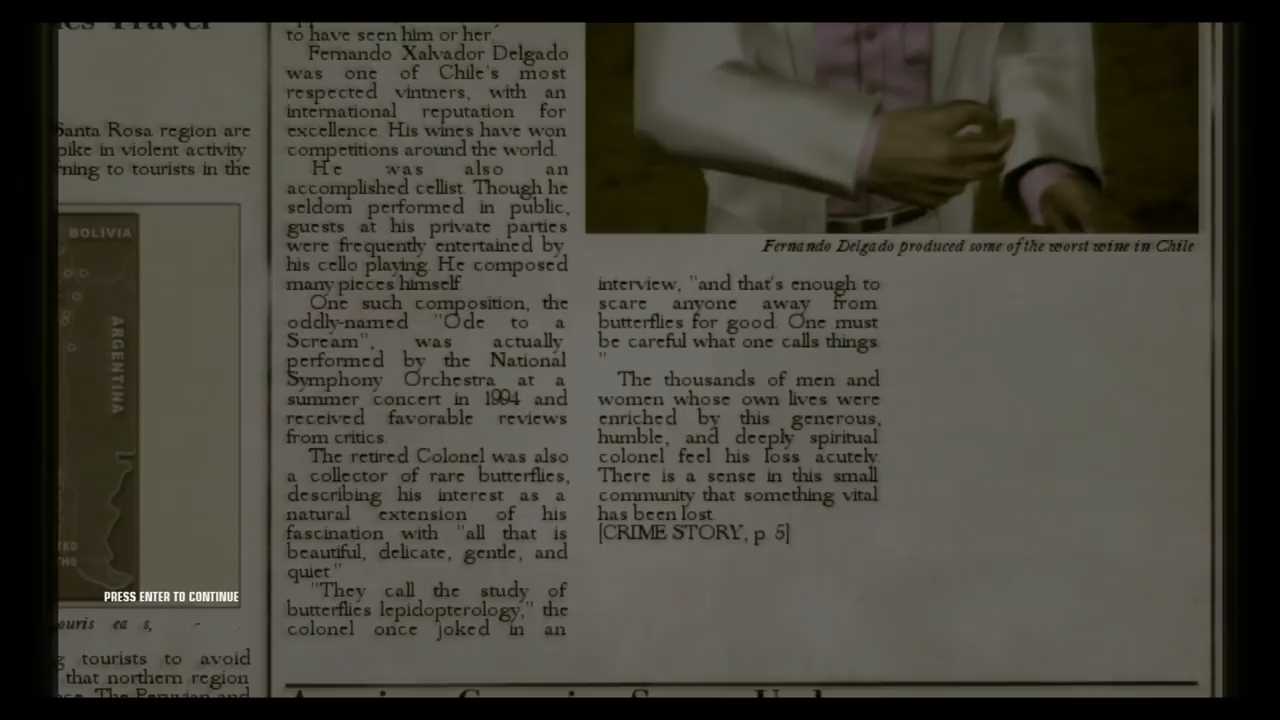 Travel
Santa Rosa region are
pike in violent activity
rning to tourists in the
BOLIVIA
ARGENTINA
PRESS ENTER TO CONTINUE
tourists to avoid
that northern region
The Peruvian and
to have seen him or her.
Fernando Xalvador Delgado
was one of Chile's most
respected vintners, with an
international reputation for
excellence. His wines have won
competitions around the world.
He was also an
accomplished cellist. Though he
seldom performed in public,
guests at his private parties
were frequently entertained by
his cello playing. He composed
many pieces himself.
One such composition, the
oddly-named "Ode to a
Scream", was actually
performed by the National
Symphony Orchestra at a
summer concert in 1994 and
received favorable reviews
from critics.
The retired Colonel was also
a collector of rare butterflies,
describing his interest as a
natural extension of his
fascination with "all that is
beautiful, delicate, gentle, and
quiet."
"They call the study of
butterflies lepidopterology," the
colonel once joked in an
Fernando Delgado produced some of the worst wine in Chile
interview, "and that's enough to
scare anyone away from
butterflies for good. One must
be careful what one calls things.
"
The thousands of men and
women whose own lives were
enriched by this generous,
humble, and deeply spiritual
colonel feel his loss acutely.
There is a sense in this small
community that something vital
has been lost.
[CRIME STORY, p. 5]